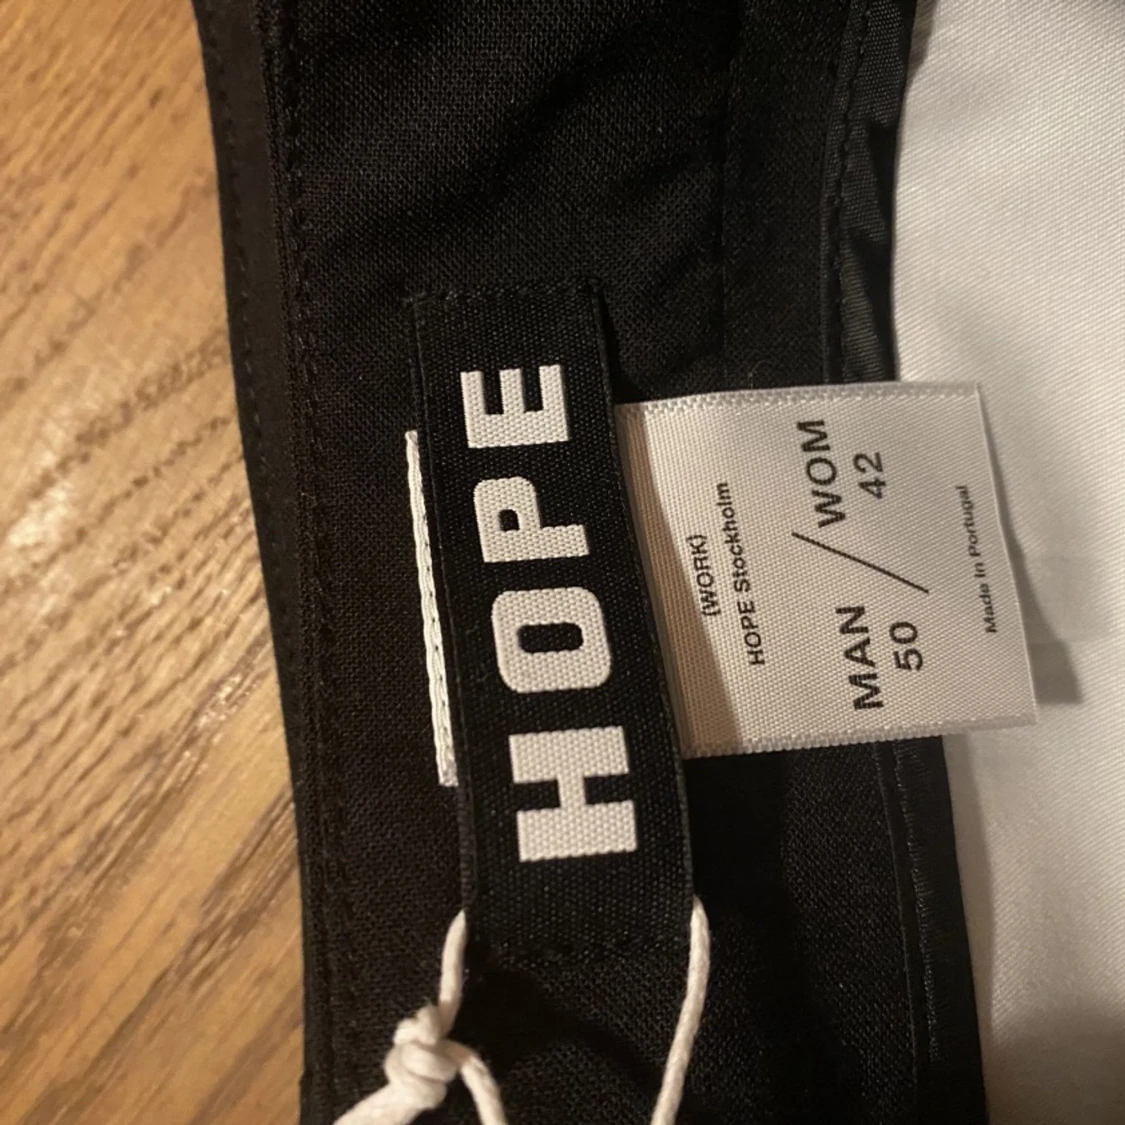 HOPE
(WORK)
HOPE Stockholm
MAN / WOM
50 42
Made in Portugal